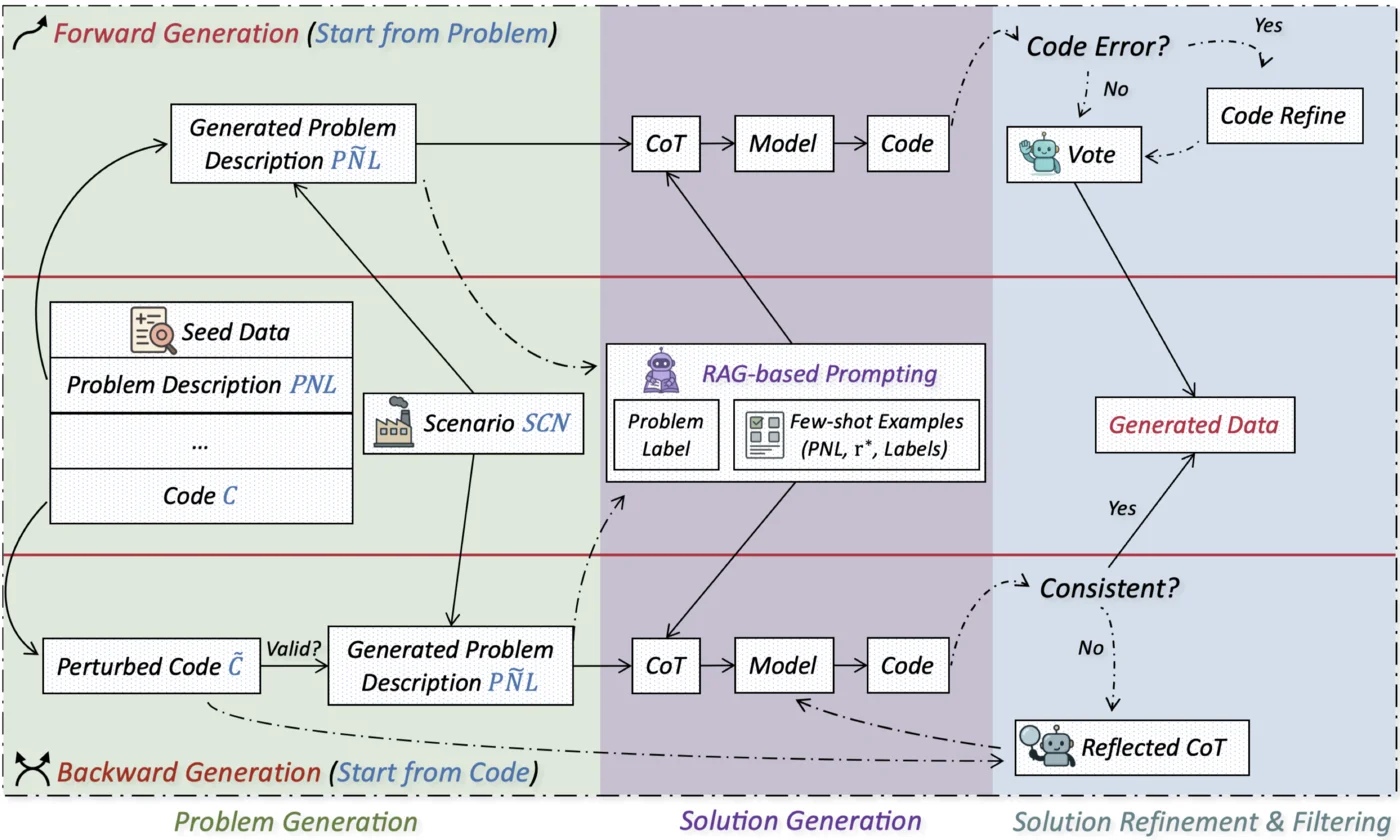 Forward Generation (Start from Problem)
Generated Problem
Description PÑL
CoT
Model
Code
Code Error?
Yes
No
Code Refine
Vote
Seed Data
Problem Description PNL
...
Code C
Scenario SCN
RAG-based Prompting
Problem
Label
Few-shot Examples
(PNL, r*, Labels)
Generated Data
Yes
Consistent?
No
Perturbed Code C̃
Valid?
Generated Problem
Description PÑL
CoT
Model
Code
Reflected CoT
Backward Generation (Start from Code)
Problem Generation
Solution Generation
Solution Refinement & Filtering